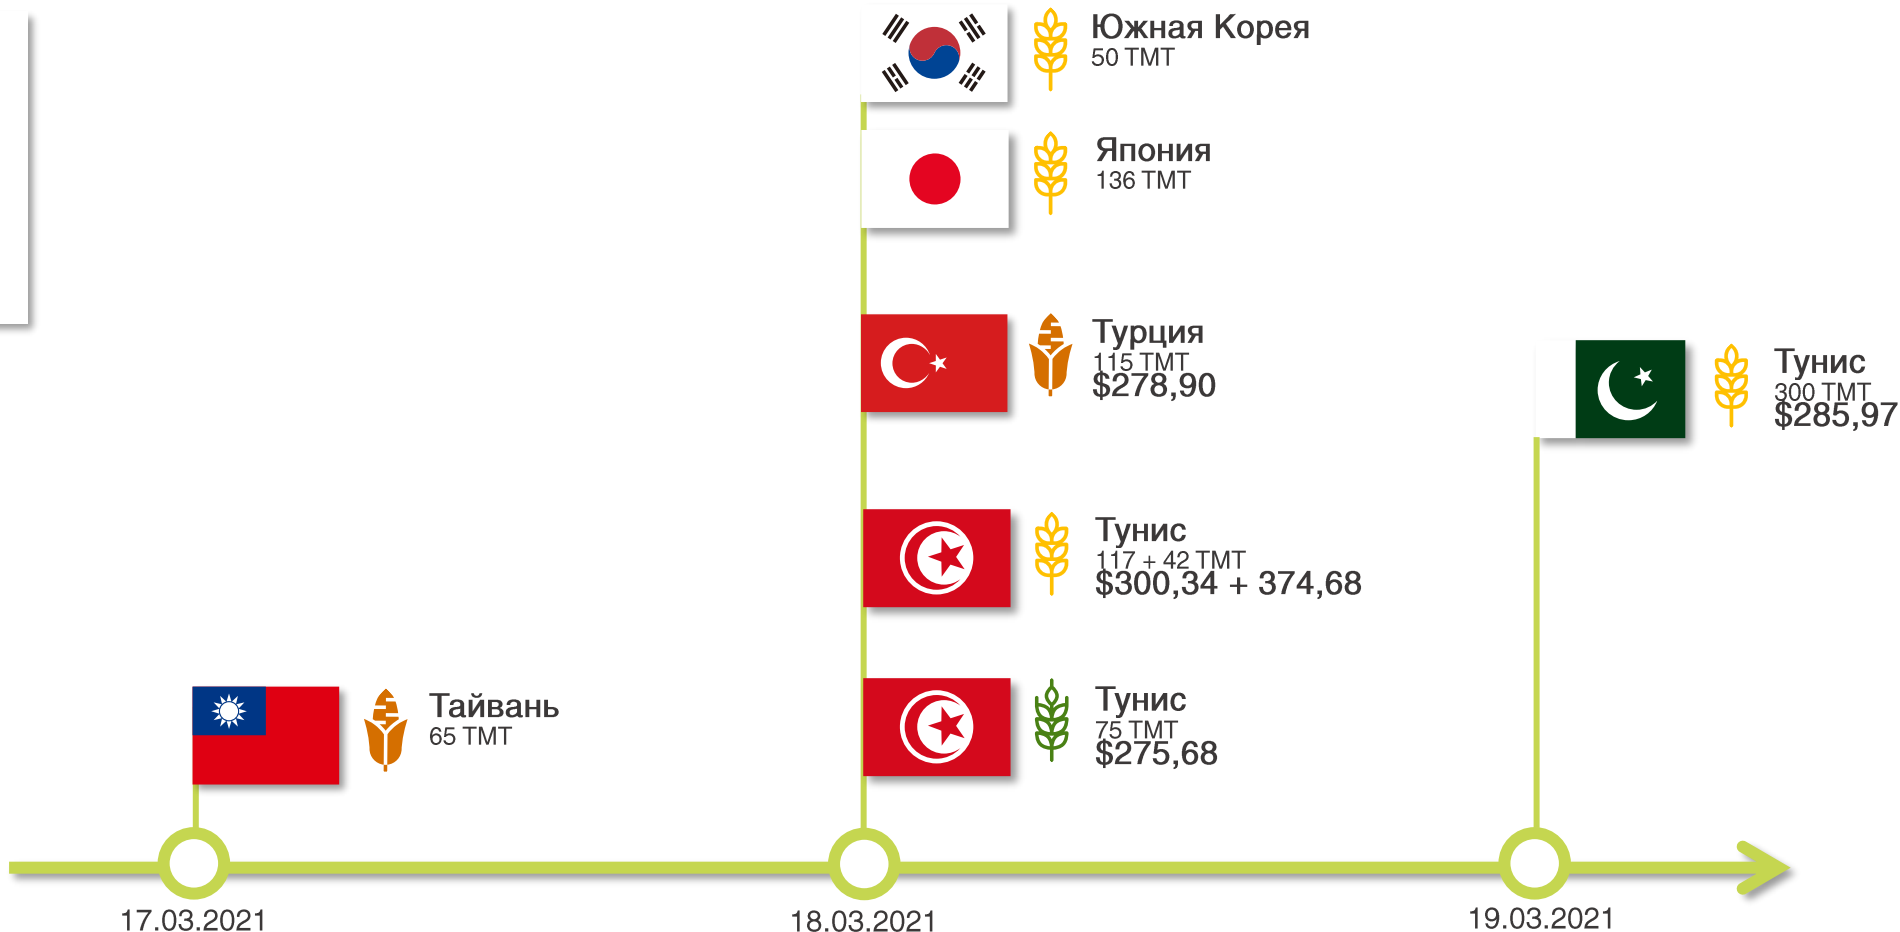 Южная Корея
50 ТМТ
Япония
136 ТМТ
Турция
115 ТМТ
$278,90
Тунис
117 + 42 ТМТ
$300,34 + 374,68
Тунис
75 ТМТ
$275,68
Тунис
300 ТМТ
$285,97
Тайвань
65 ТМТ
17.03.2021
18.03.2021
19.03.2021